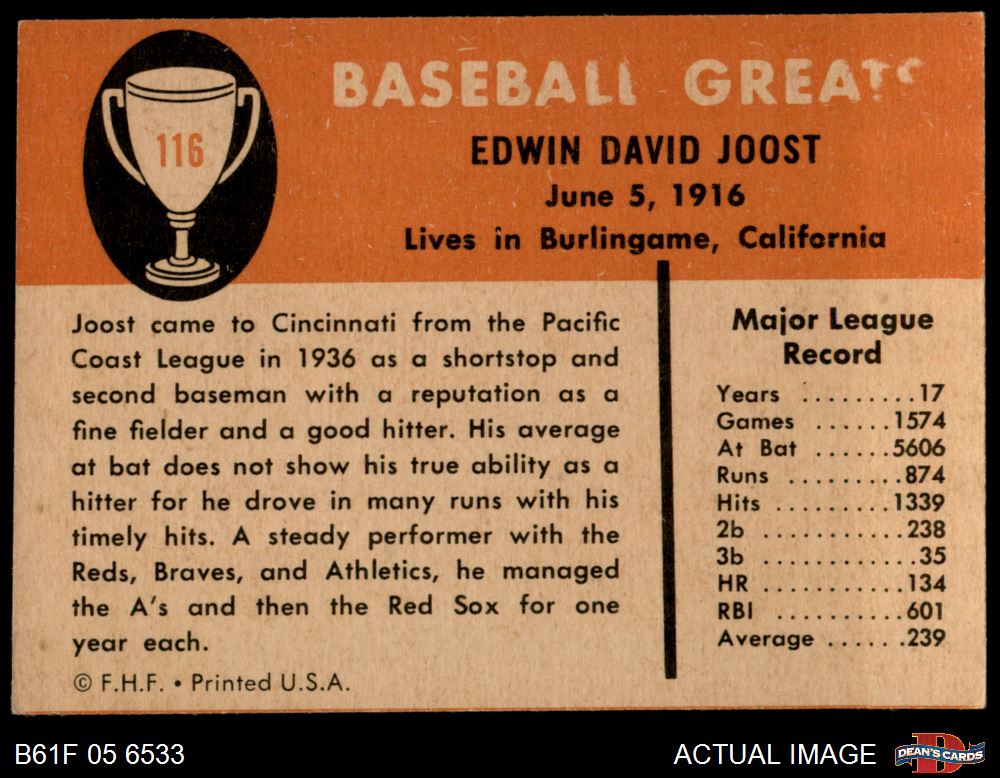 116
BASEBALL GREATS
EDWIN DAVID JOOST
June 5, 1916
Lives in Burlingame, California
Joost came to Cincinnati from the Pacific
Coast League in 1936 as a shortstop and
second baseman with a reputation as a
fine fielder and a good hitter. His average
at bat does not show his true ability as a
hitter for he drove in many runs with his
timely hits. A steady performer with the
Reds, Braves, and Athletics, he managed
the A's and then the Red Sox for one
year each.
© F.H.F. • Printed U.S.A.
Major League
Record
Years .........17
Games ......1574
At Bat ......5606
Runs .........874
Hits ..........1339
2b ............238
3b ............35
HR ............134
RBI ..........601
Average ......239
B61F 05 6533
ACTUAL IMAGE
DEAN'S CARDS